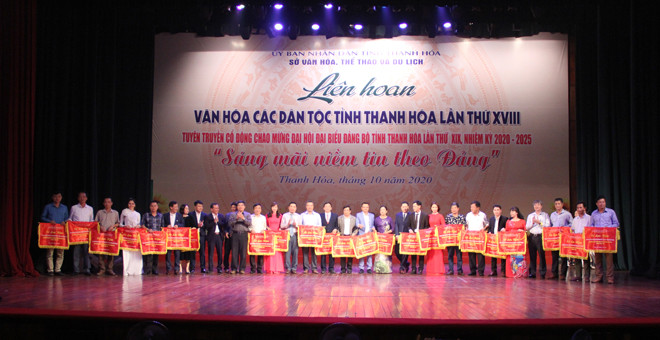 ỦY BAN NHÂN DÂN TỈNH THANH HÓA
SỞ VĂN HÓA, THỂ THAO VÀ DU LỊCH
Liên hoan
VĂN HÓA CÁC DÂN TỘC TỈNH THANH HÓA LẦN THỨ XVIII
TUYÊN TRUYỀN CỔ ĐỘNG CHÀO MỪNG ĐẠI HỘI ĐẠI BIỂU ĐẢNG BỘ TỈNH THANH HÓA LẦN THỨ XIX, NHIỆM KỲ 2020 - 2025
"Sáng mãi niềm tin theo Đảng"
Thanh Hóa, tháng 10 năm 2020